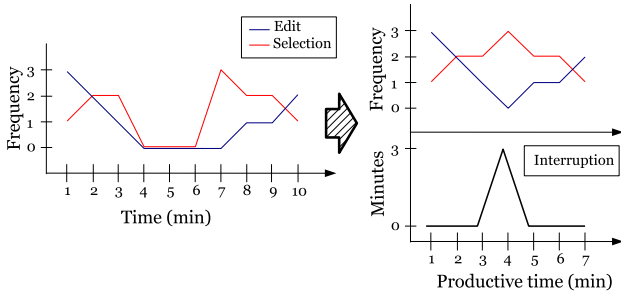 Edit
Selection
Frequency
3
2
1
0
1 2 3 4 5 6 7 8 9 10
Time (min)
Frequency
3
2
1
0
Minutes
3
0
Interruption
1 2 3 4 5 6 7
Productive time (min)